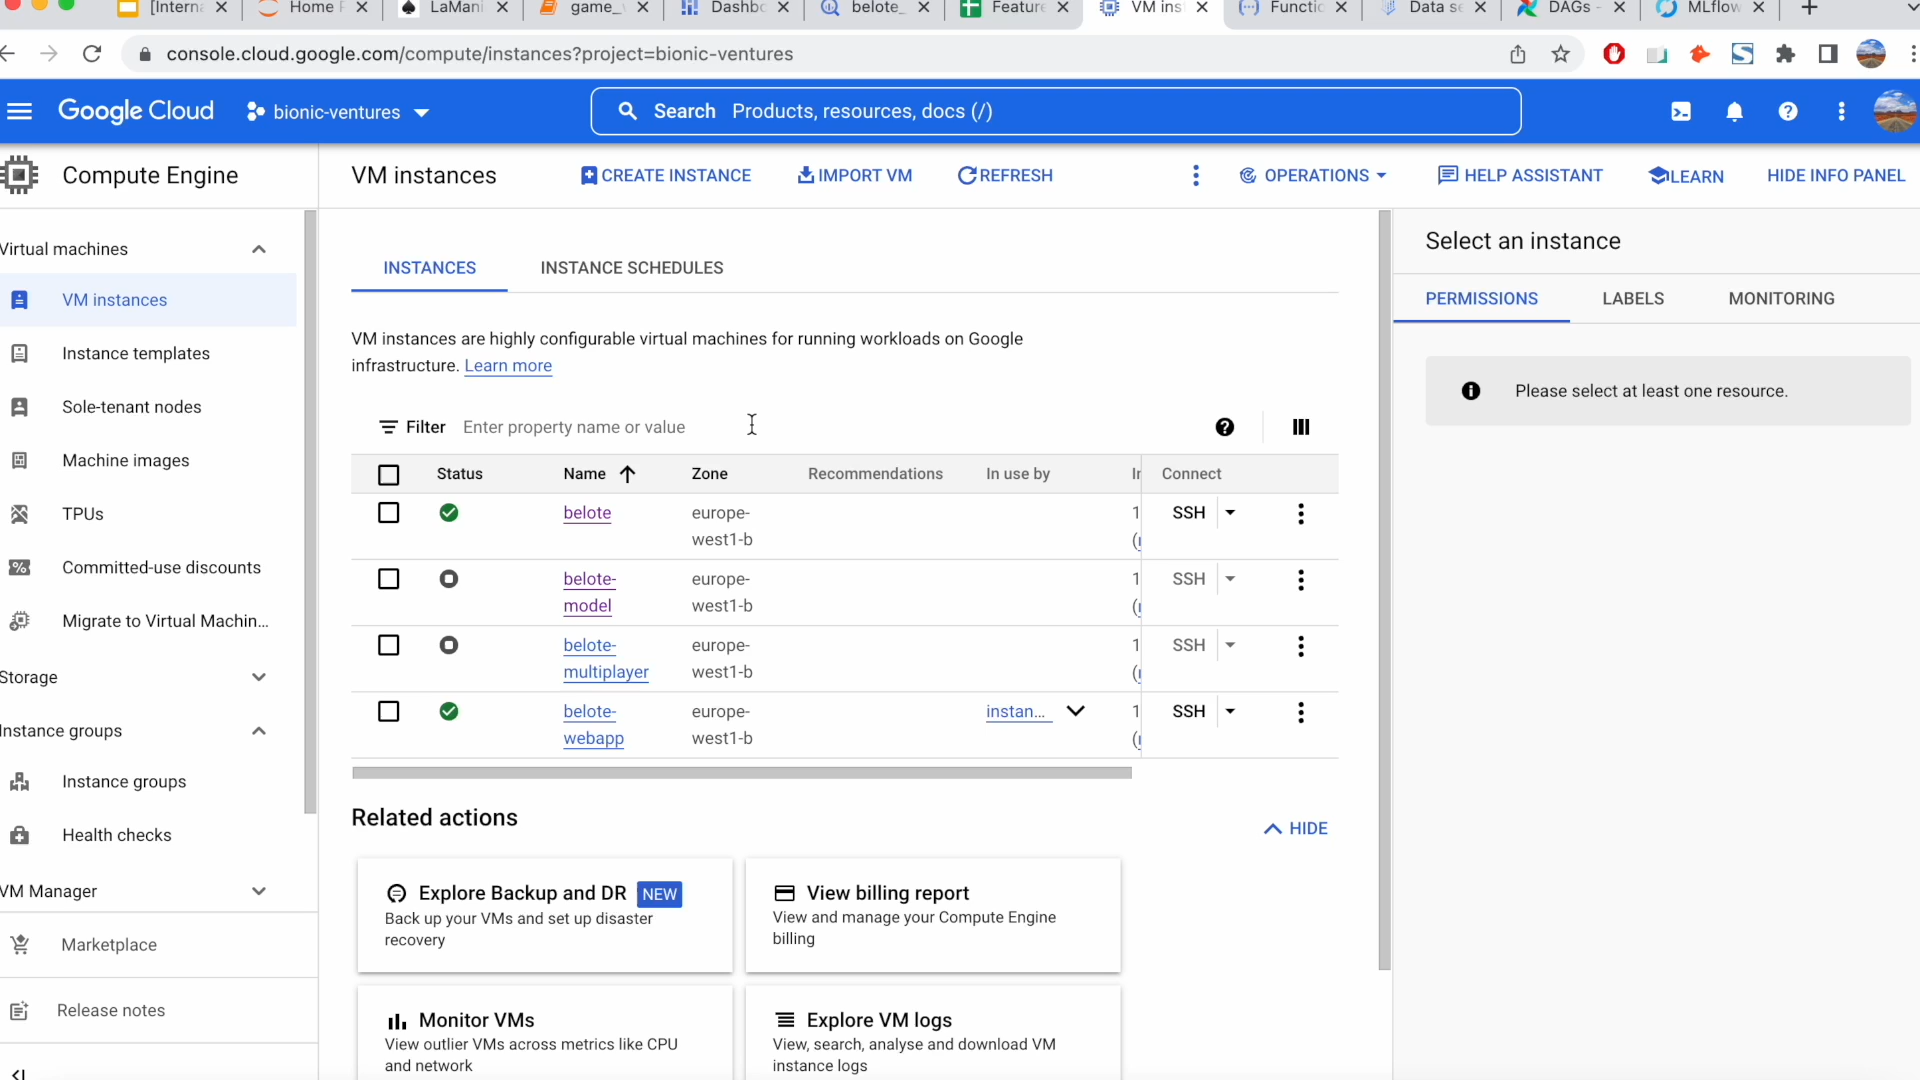 [Interna
Home P
LaMani
game_v
Dashbo
belote_
Feature
VM inst
Functio
Data se
DAGs -
MLflow
console.cloud.google.com/compute/instances?project=bionic-ventures
Google Cloud
bionic-ventures
Search Products, resources, docs (/)
Compute Engine
VM instances
CREATE INSTANCE
IMPORT VM
REFRESH
OPERATIONS
HELP ASSISTANT
LEARN
HIDE INFO PANEL
Virtual machines
VM instances
Instance templates
Sole-tenant nodes
Machine images
TPUs
Committed-use discounts
Migrate to Virtual Machin...
Storage
Instance groups
Instance groups
Health checks
VM Manager
Marketplace
Release notes
INSTANCES
INSTANCE SCHEDULES
VM instances are highly configurable virtual machines for running workloads on Google
infrastructure. Learn more
Filter Enter property name or value
Status Name Zone Recommendations In use by Connect
belote europe-west1-b 1 SSH
belote-model europe-west1-b 1 SSH
belote-multiplayer europe-west1-b 1 SSH
belote-webapp europe-west1-b instan... 1 SSH
Related actions
HIDE
Explore Backup and DR NEW
Back up your VMs and set up disaster
recovery
View billing report
View and manage your Compute Engine
billing
Monitor VMs
View outlier VMs across metrics like CPU
and network
Explore VM logs
View, search, analyse and download VM
instance logs
Select an instance
PERMISSIONS
LABELS
MONITORING
Please select at least one resource.